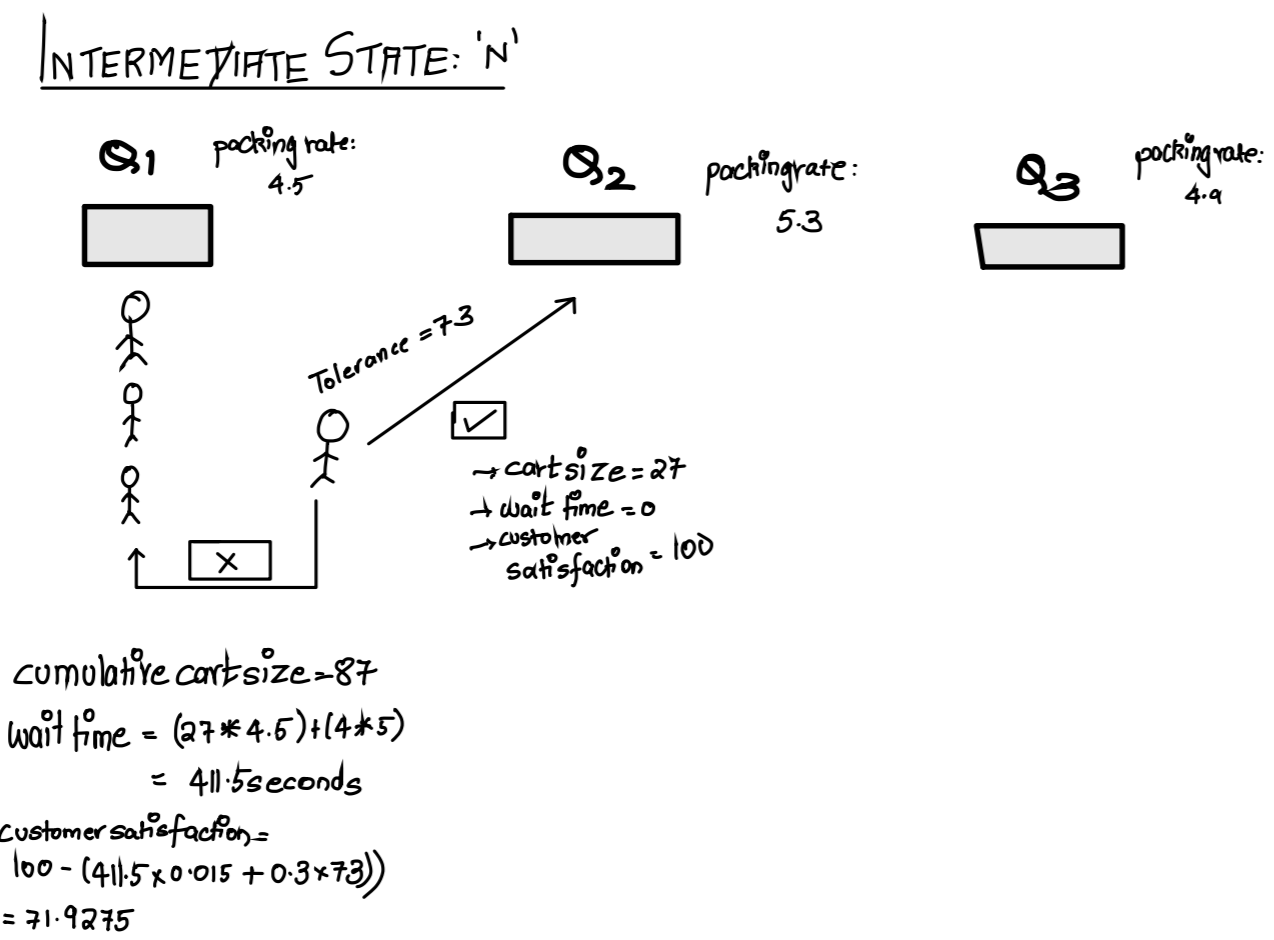 INTERMEDIATE STATE: 'N'
Q1 packing rate:
4.5
Q2 packingrate:
5.3
Q3 packingrate:
4.9
Tolerance = 73
→ cartsize = 27
→ wait time = 0
→ customer
satisfaction = 100
cumulative cartsize = 87
wait time = (27*4.5)+(4*5)
= 411.5seconds
customer satisfaction =
100 - (411.5 x 0.015 + 0.3 x 73))
= 71.9275